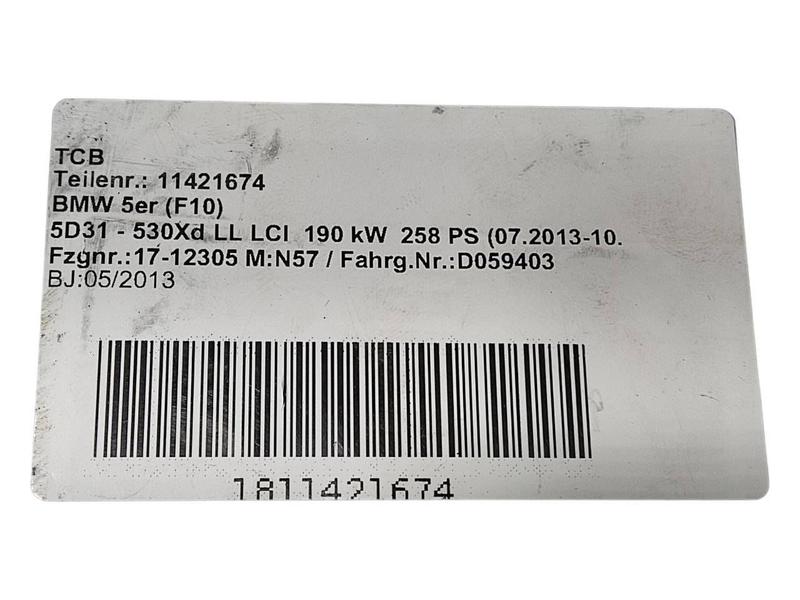 TCB
Teilenr.: 11421674
BMW 5er (F10)
5D31 - 530Xd LL LCI 190 kW 258 PS (07.2013-10.
Fzgnr.:17-12305 M:N57 / Fahrg.Nr.:D059403
BJ:05/2013
1811421674